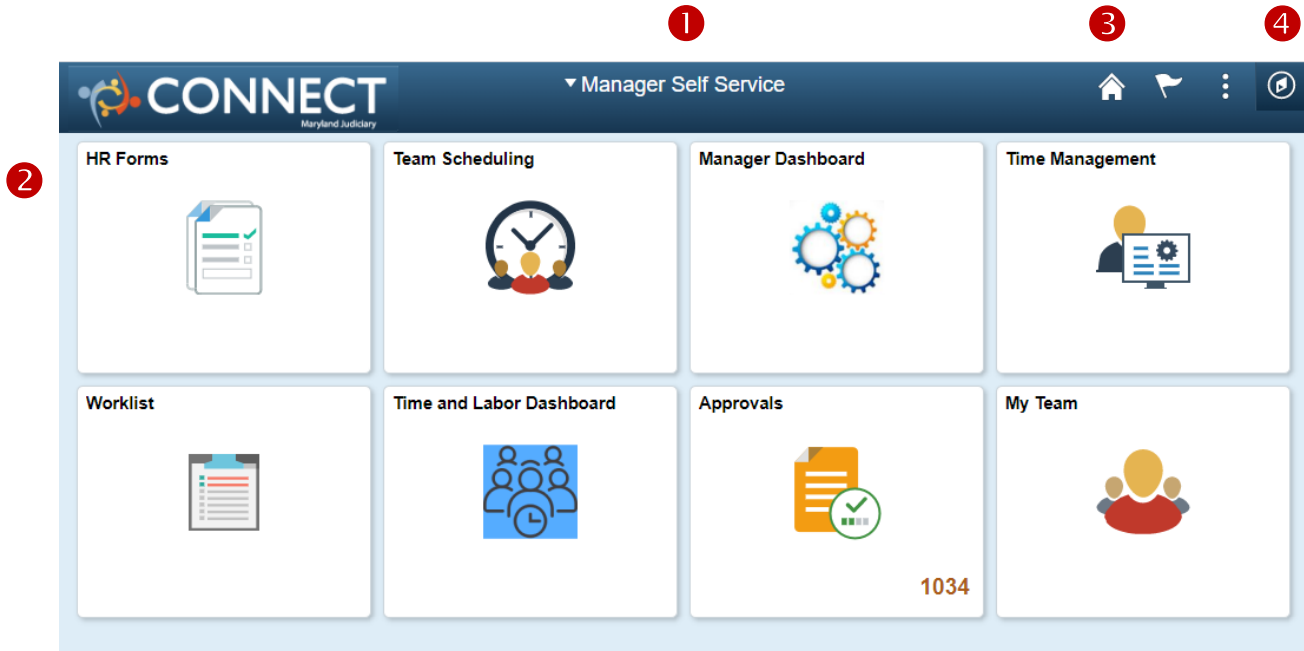 1
3
4
CONNECT
Maryland Judiciary
Manager Self Service
2
HR Forms
Team Scheduling
Manager Dashboard
Time Management
Worklist
Time and Labor Dashboard
Approvals
My Team
1034